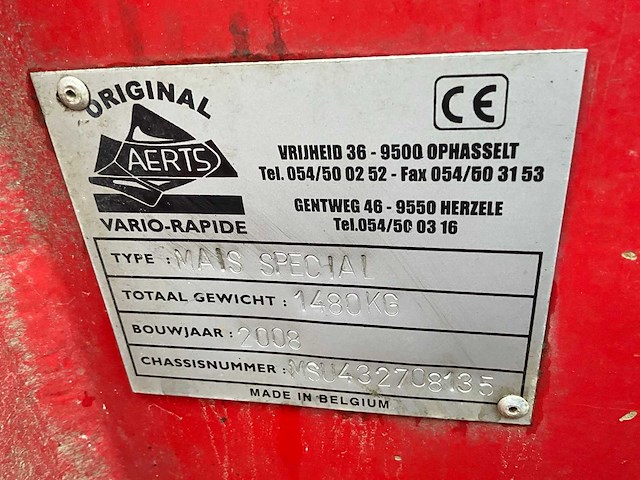 ORIGINAL
AERTS
VARIO-RAPIDE
CE
VRIJHEID 36 - 9500 OPHASSELT
Tel. 054/50 02 52 - Fax 054/50 31 53
GENTWEG 46 - 9550 HERZELE
Tel.054/50 03 16
TYPE : MAIS SPECIAL
TOTAAL GEWICHT : 1480KG
BOUWJAAR : 2008
CHASSISNUMMER : MSU432708135
MADE IN BELGIUM